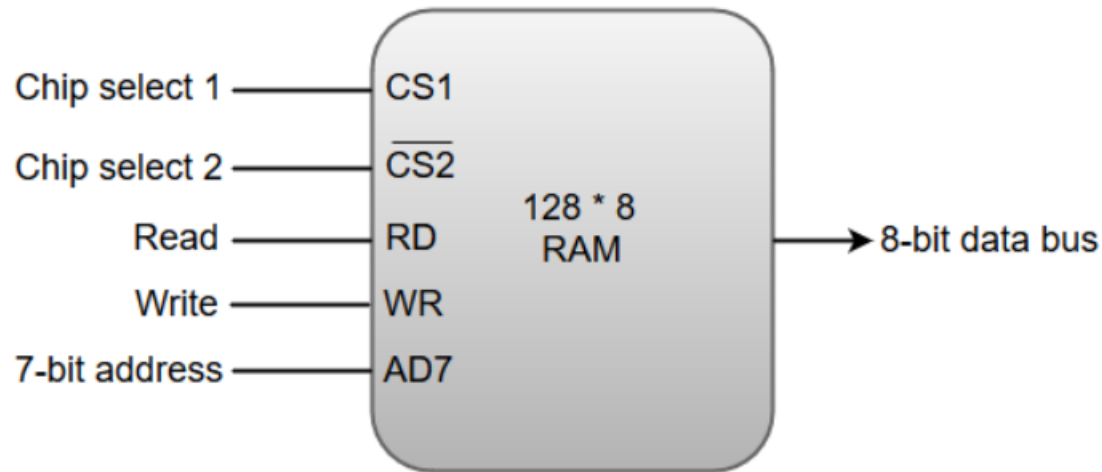 Chip select 1
CS1
Chip select 2
C̅S̅2̅
Read
RD
Write
WR
7-bit address
AD7
128 * 8
RAM
8-bit data bus